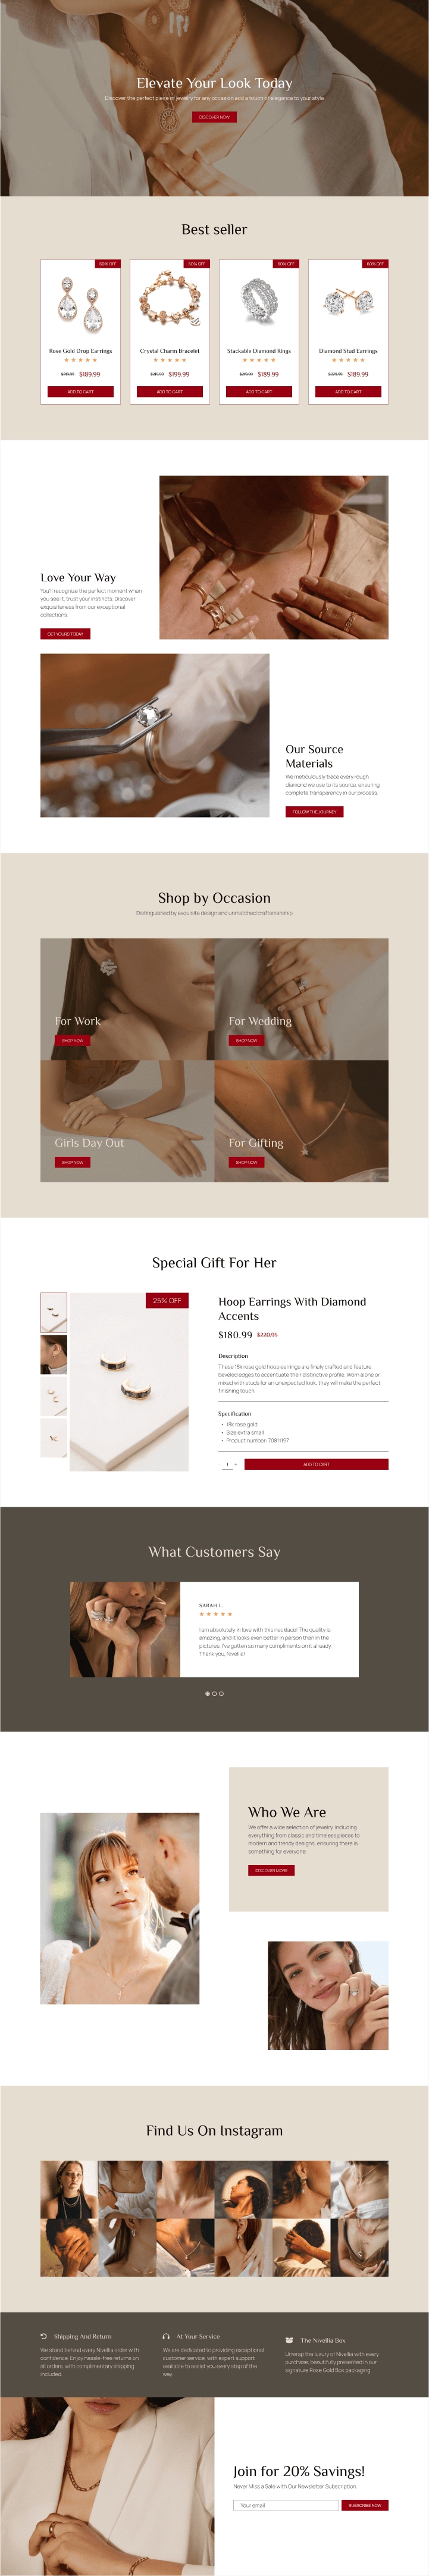 Elevate Your Look Today
Discover the perfect piece of jewelry for any occasion add a touch of elegance to your style
DISCOVER NOW
Best seller
50% OFF
50% OFF
50% OFF
60% OFF
Rose Gold Drop Earrings
Crystal Charm Bracelet
Stackable Diamond Rings
Diamond Stud Earrings
$189.99
$199.99
$189.99
$189.99
ADD TO CART
ADD TO CART
ADD TO CART
ADD TO CART
Love Your Way
You'll recognize the perfect moment when
you see it, trust your instincts. Discover
exquisiteness from our exceptional
collections.
GET YOURS TODAY
Our Source
Materials
We meticulously trace every rough
diamond we use to its source, ensuring
complete transparency in our process.
FOLLOW THE JOURNEY
Shop by Occasion
Distinguished by exquisite design and unmatched craftsmanship
For Work
SHOP NOW
For Wedding
SHOP NOW
Girls Day Out
SHOP NOW
For Gifting
SHOP NOW
Special Gift For Her
25% OFF
Hoop Earrings With Diamond
Accents
$180.99 $220.95
Description
These 18k rose gold hoop earrings are finely crafted and feature
beveled edges to accentuate their distinctive profile. Worn alone or
mixed with studs for an unexpected look, they will make the perfect
finishing touch.
Specification
• 18k rose gold
• Size extra small
• Product number: 70811197
1 +
ADD TO CART
What Customers Say
SARAH L.
I am absolutely in love with this necklace! The quality is
amazing, and it looks even better in person than in the
pictures. I've gotten so many compliments on it already.
Thank you, Nivellia!
Who We Are
We offer a wide selection of jewelry, including
everything from classic and timeless pieces to
modern and trendy designs, ensuring there is
something for everyone.
DISCOVER MORE
Find Us On Instagram
Shipping And Return
We stand behind every Nivellia order with
confidence. Enjoy hassle-free returns on
all orders, with complimentary shipping
included.
At Your Service
We are dedicated to providing exceptional
customer service, with expert support
available to assist you every step of the
way.
The Nivellia Box
Unwrap the luxury of Nivellia with every
purchase, beautifully presented in our
signature Rose Gold Box packaging.
Join for 20% Savings!
Never Miss a Sale with Our Newsletter Subscription
Your email
SUBSCRIBE NOW